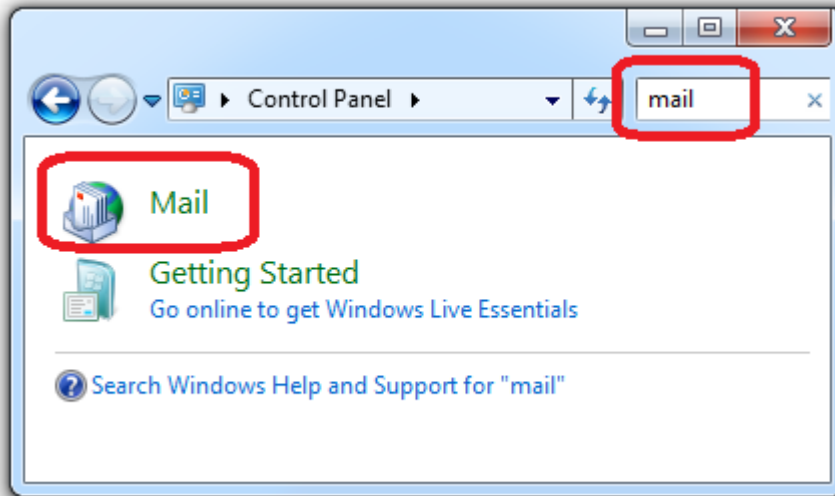 Control Panel
mail
Mail
Getting Started
Go online to get Windows Live Essentials
Search Windows Help and Support for "mail"